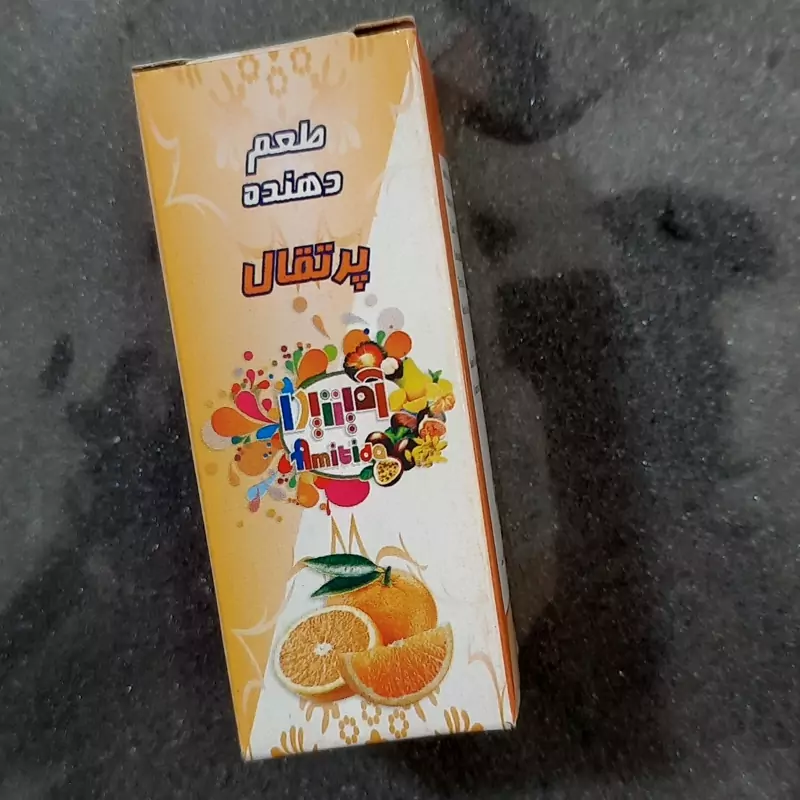 طعم
دهنده
پرتقال
آمیتیدا
Amitida